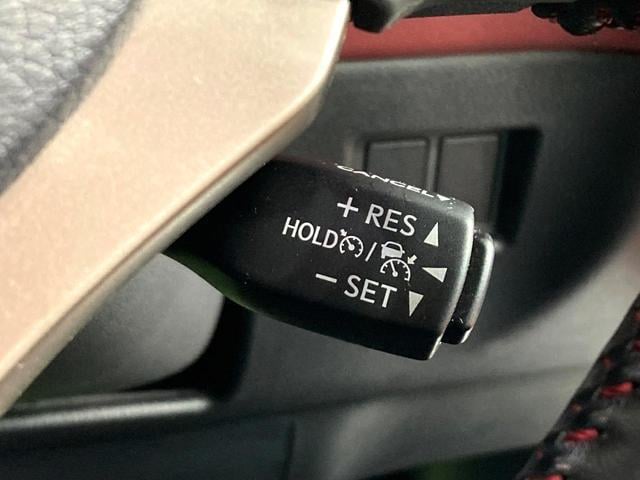 CANCEL
+ RES
HOLD /
− SET